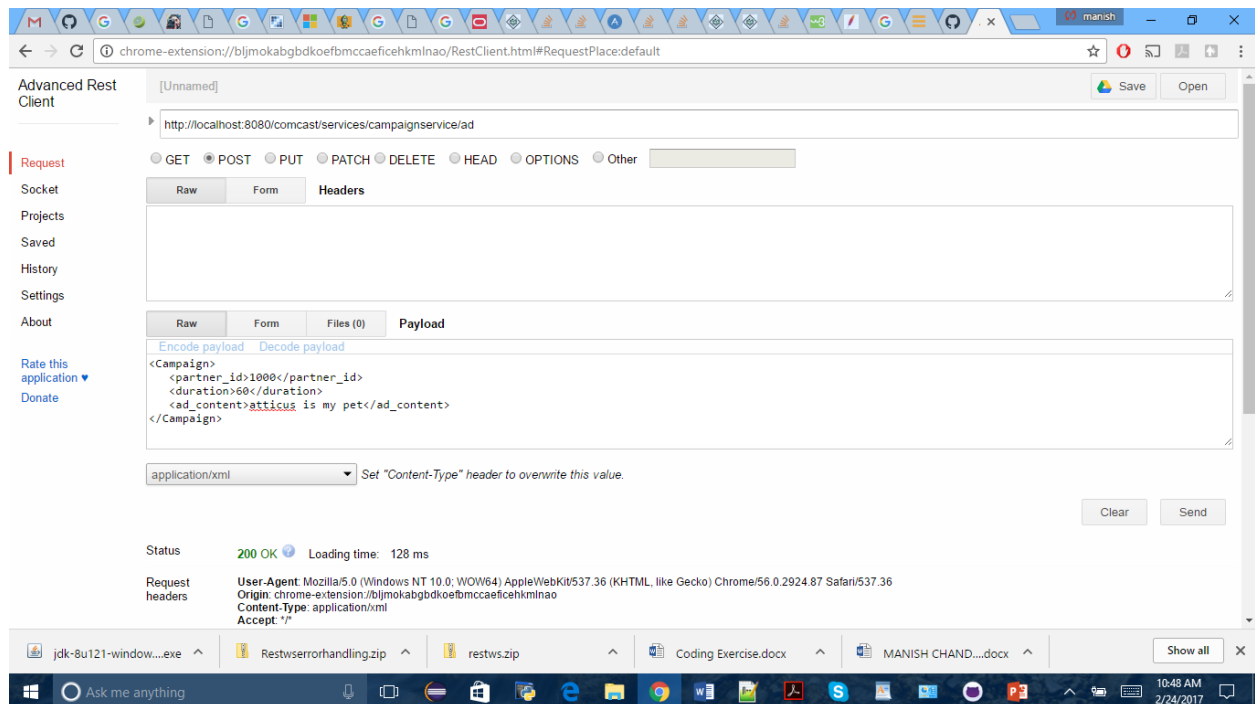 manish
chrome-extension://bljmokabgbdkoefbmccaeficehkmlnao/RestClient.html#RequestPlace:default
Advanced Rest Client
[Unnamed]
Save
Open
http://localhost:8080/comcast/services/campaignservice/ad
Request
GET POST PUT PATCH DELETE HEAD OPTIONS Other
Socket
Raw Form Headers
Projects
Saved
History
Settings
About
Raw Form Files (0) Payload
Encode payload Decode payload
Rate this application ♥
Donate
<Campaign>
<partner_id>1000</partner_id>
<duration>60</duration>
<ad_content>atticus is my pet</ad_content>
</Campaign>
application/xml Set "Content-Type" header to overwrite this value.
Clear Send
Status 200 OK Loading time: 128 ms
Request headers
User-Agent: Mozilla/5.0 (Windows NT 10.0; WOW64) AppleWebKit/537.36 (KHTML, like Gecko) Chrome/56.0.2924.87 Safari/537.36
Origin: chrome-extension://bljmokabgbdkoefbmccaeficehkmlnao
Content-Type: application/xml
Accept: */*
jdk-8u121-window....exe Restwserrorhandling.zip restws.zip Coding Exercise.docx MANISH CHAND....docx Show all
Ask me anything
10:48 AM
2/24/2017